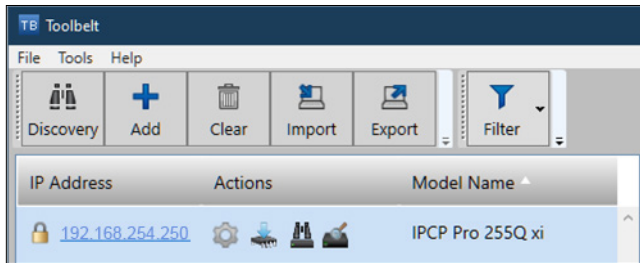 TB Toolbelt
File Tools Help
Discovery Add Clear Import Export Filter
IP Address Actions Model Name
192.168.254.250 IPCP Pro 255Q xi